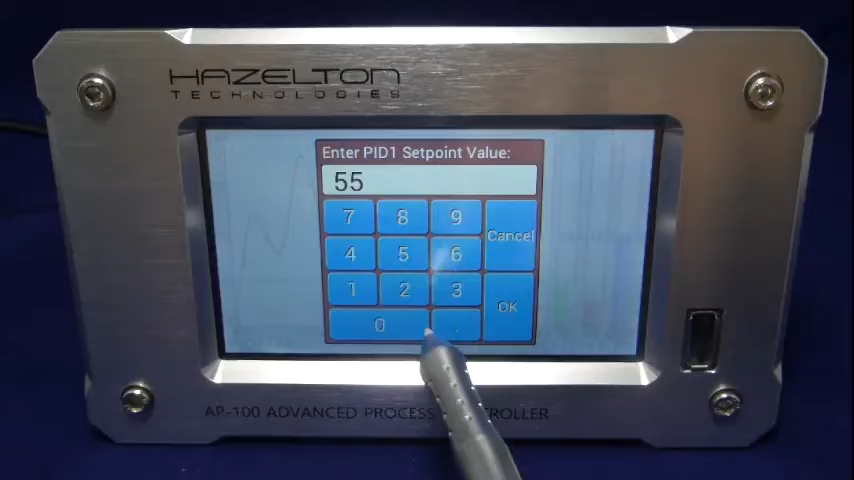 HAZELTON
TECHNOLOGIES
Enter PID1 Setpoint Value:
55
7 8 9
Cancel
4 5 6
1 2 3
OK
0 .
AP-100 ADVANCED PROCESS CONTROLLER